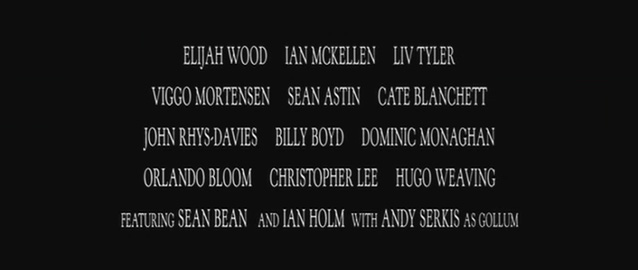 ELIJAH WOOD IAN MCKELLEN LIV TYLER
VIGGO MORTENSEN SEAN ASTIN CATE BLANCHETT
JOHN RHYS-DAVIES BILLY BOYD DOMINIC MONAGHAN
ORLANDO BLOOM CHRISTOPHER LEE HUGO WEAVING
FEATURING SEAN BEAN AND IAN HOLM WITH ANDY SERKIS AS GOLLUM